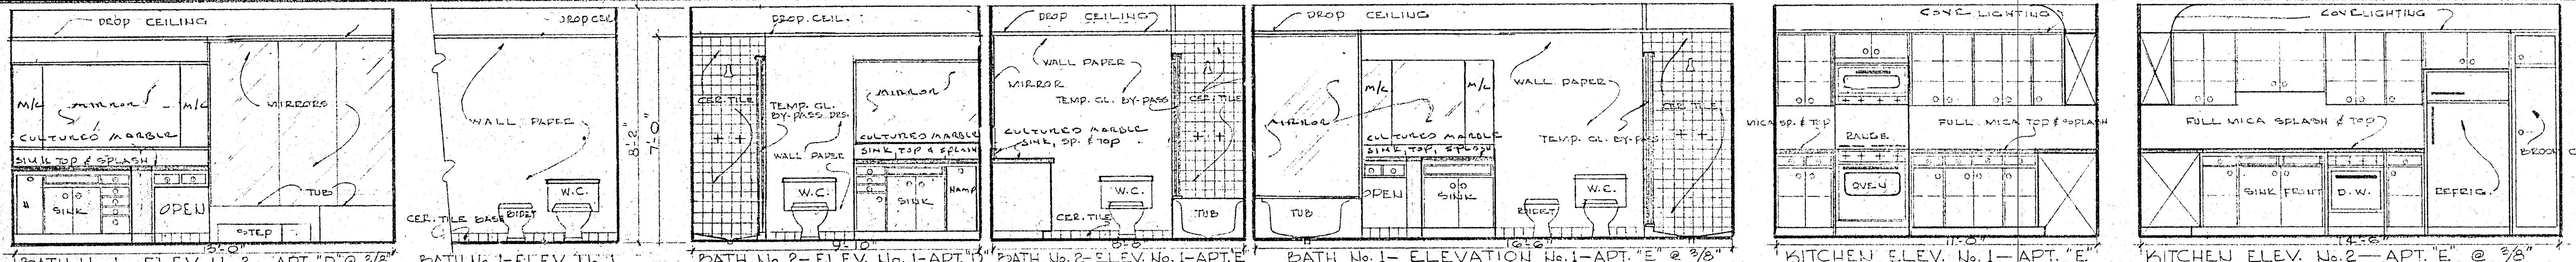 DROP CEILING
M/C
MIRROR
M/C
MIRRORS
CULTURED MARBLE
SINK TOP & SPLASH
SINK
OPEN
TUB
STEP
DROP CEIL
WALL PAPER
CER. TILE BASE
BIDET
W.C.
8'-2"
7'-0"
DROP. CEIL.
CER. TILE
TEMP. GL.
BY-PASS DRS.
MIRROR
WALL PAPER
CULTURED MARBLE
SINK, TOP & SPLASH
W.C.
SINK
HAMP
9'-10"
BATH No. 2-ELEV. No. 1-APT. "D"
DROP CEILING
WALL PAPER
MIRROR
TEMP. GL. BY-PASS
CER. TILE
CULTURED MARBLE
SINK, SP. & TOP
W.C.
CER. TILE
TUB
BATH No. 2-ELEV. No. 1-APT. "E"
DROP CEILING
MIRROR
M/C
M/C
WALL PAPER
CER. TILE
CULTURED MARBLE
SINK, TOP, SPLASH
TEMP. GL. BY-PASS
TUB
OPEN
SINK
BIDET
W.C.
16'-6"
BATH No. 1- ELEVATION No. 1-APT. "E" @ 3/8"
COVE LIGHTING
MICA SP. & TOP
RANGE
FULL MICA TOP & SPLASH
OVEN
11'-0"
KITCHEN ELEV. No. 1- APT. "E"
COVE LIGHTING
FULL MICA SPLASH & TOP
SINK FRONT
D.W.
REFRIG.
14'-6"
KITCHEN ELEV. No. 2- APT. "E" @ 3/8"